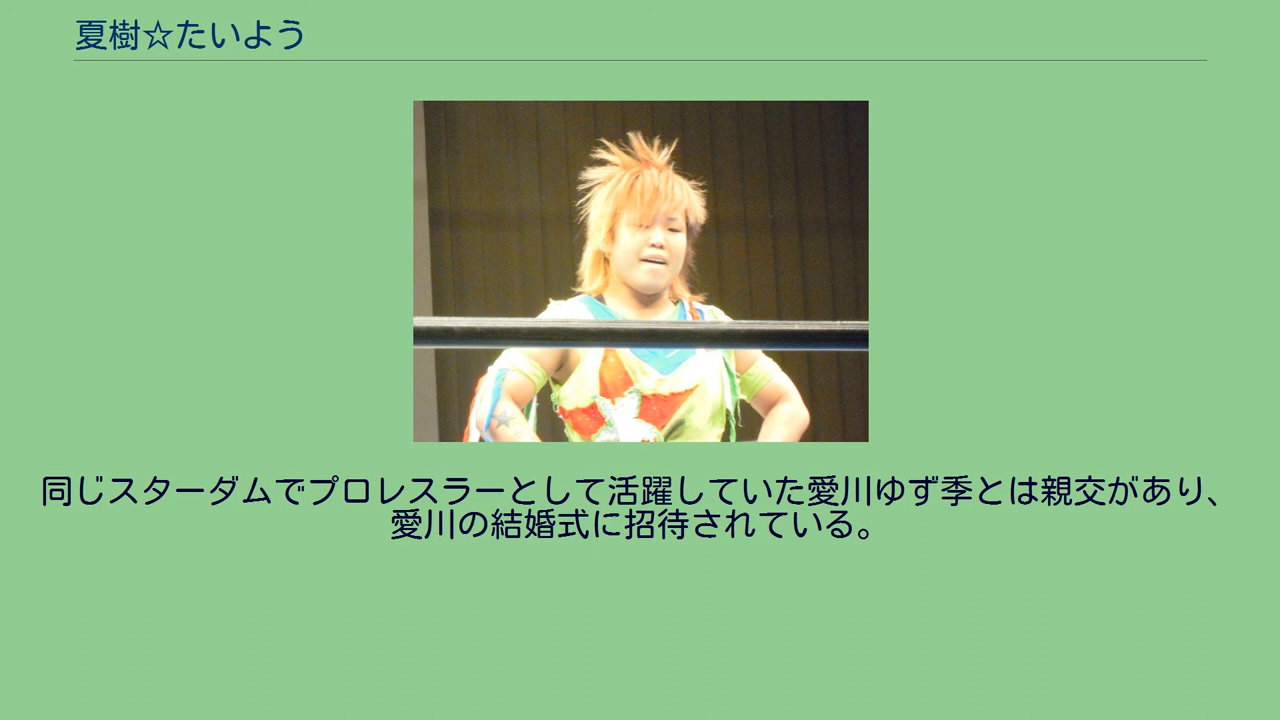 夏樹☆たいよう
同じスターダムでプロレスラーとして活躍していた愛川ゆず季とは親交があり、
愛川の結婚式に招待されている。